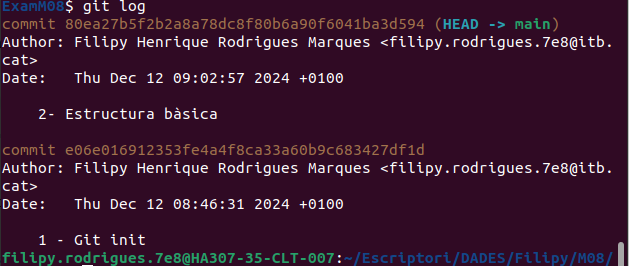 ExamM08$ git log
commit 80ea27b5f2b2a8a78dc8f80b6a90f6041ba3d594 (HEAD -> main)
Author: Filipy Henrique Rodrigues Marques <filipy.rodrigues.7e8@itb.
cat>
Date:   Thu Dec 12 09:02:57 2024 +0100
2- Estructura bàsica
commit e06e016912353fe4a4f8ca33a60b9c683427df1d
Author: Filipy Henrique Rodrigues Marques <filipy.rodrigues.7e8@itb.
cat>
Date:   Thu Dec 12 08:46:31 2024 +0100
1 - Git init
filipy.rodrigues.7e8@HA307-35-CLT-007:~/Escriptori/DADES/Filipy/M08/